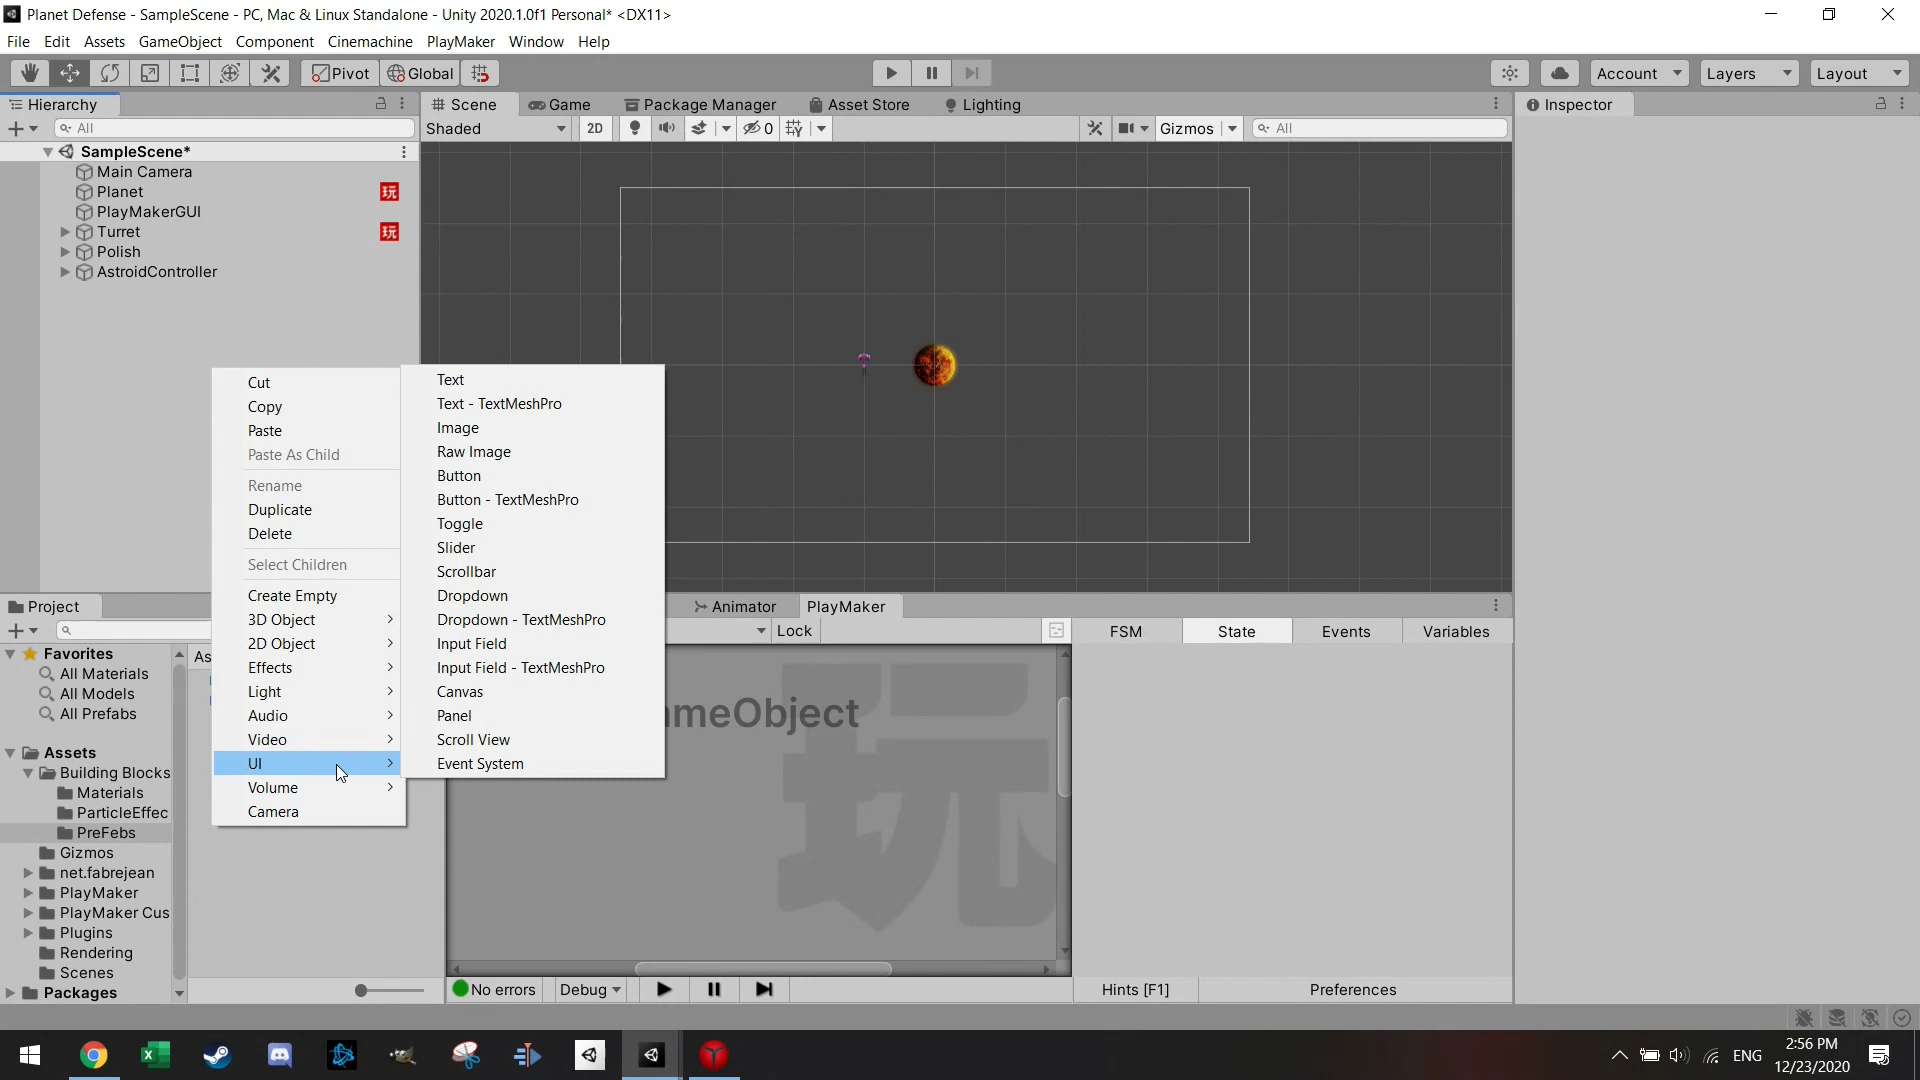 Planet Defense - SampleScene - PC, Mac & Linux Standalone - Unity 2020.1.0f1 Personal* <DX11>
File Edit Assets GameObject Component Cinemachine PlayMaker Window Help
Pivot Global Account Layers Layout
Hierarchy
All
SampleScene*
Main Camera
Planet 玩
PlayMakerGUI
Turret 玩
Polish
AstroidController
Scene Game Package Manager Asset Store Lighting
Shaded 2D 0 Gizmos All
Inspector
Cut
Copy
Paste
Paste As Child
Rename
Duplicate
Delete
Select Children
Create Empty
3D Object
2D Object
Effects
Light
Audio
Video
UI
Volume
Camera
Text
Text - TextMeshPro
Image
Raw Image
Button
Button - TextMeshPro
Toggle
Slider
Scrollbar
Dropdown
Dropdown - TextMeshPro
Input Field
Input Field - TextMeshPro
Canvas
Panel
Scroll View
Event System
Project
Favorites
All Materials
All Models
All Prefabs
Assets
Building Blocks
Materials
ParticleEffec
PreFebs
Gizmos
net.fabrejean
PlayMaker
PlayMaker Cus
Plugins
Rendering
Scenes
Packages
As
Animator PlayMaker
Lock FSM State Events Variables
ameObject
玩
No errors Debug Hints [F1] Preferences
ENG
2:56 PM
12/23/2020